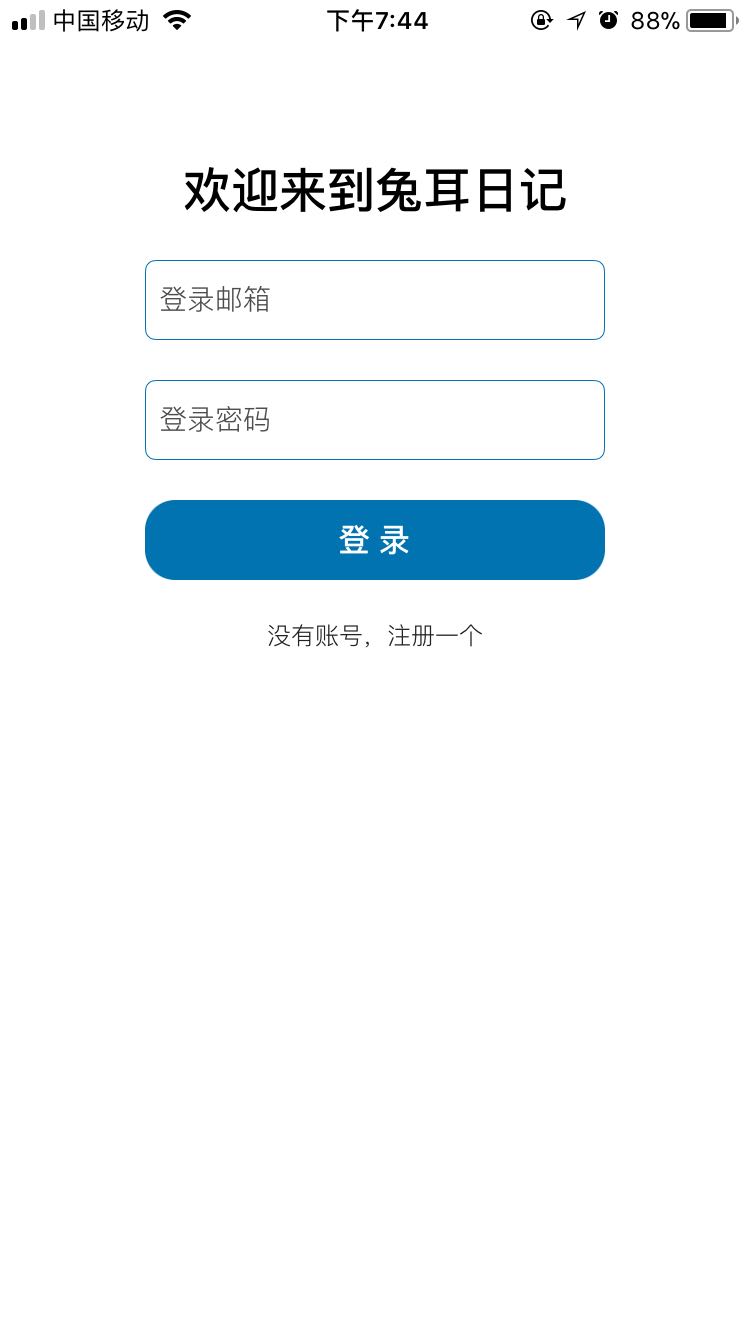 中国移动 下午7:44 88%
欢迎来到兔耳日记
登录邮箱
登录密码
登 录
没有账号，注册一个